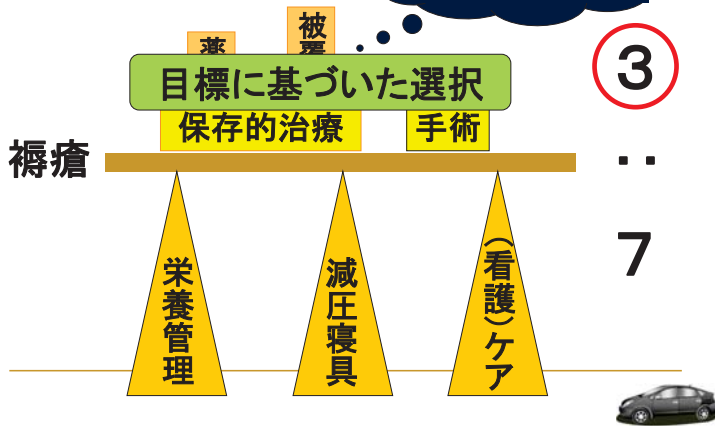 薬
被覆
目標に基づいた選択
保存的治療
手術
褥瘡
栄養管理
減圧寝具
(看護)ケア
③
:
7